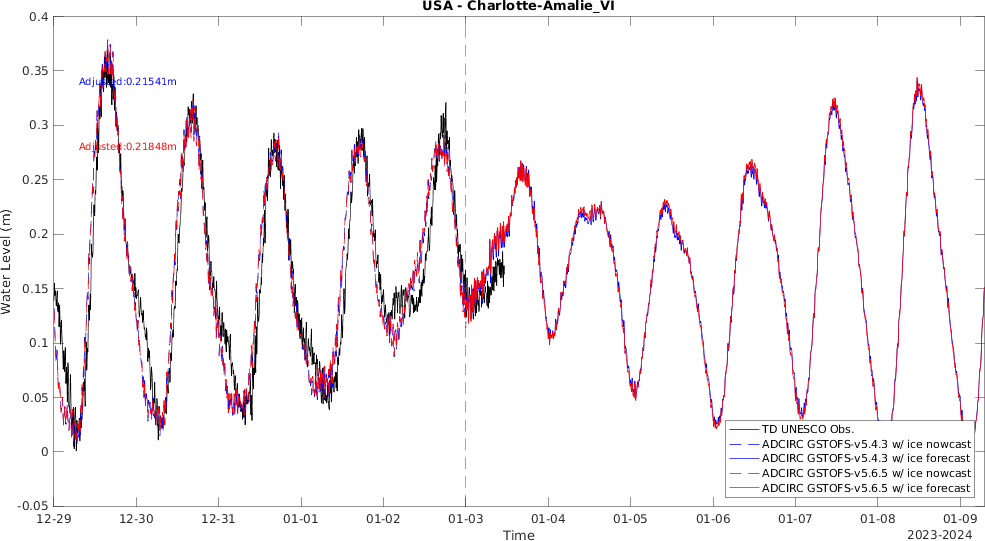 USA - Charlotte-Amalie_VI
0.4
0.35
0.3
0.25
0.2
0.15
0.1
0.05
0
-0.05
Water Level (m)
Adjusted:0.21541m
Adjusted:0.21848m
TD UNESCO Obs.
ADCIRC GSTOFS-v5.4.3 w/ ice nowcast
ADCIRC GSTOFS-v5.4.3 w/ ice forecast
ADCIRC GSTOFS-v5.6.5 w/ ice nowcast
ADCIRC GSTOFS-v5.6.5 w/ ice forecast
12-29 12-30 12-31 01-01 01-02 01-03 01-04 01-05 01-06 01-07 01-08 01-09
Time
2023-2024